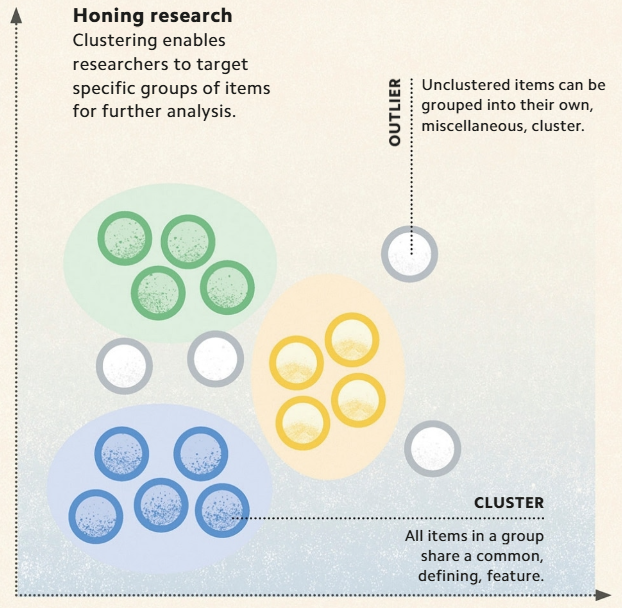 Honing research
Clustering enables
researchers to target
specific groups of items
for further analysis.
OUTLIER
Unclustered items can be
grouped into their own,
miscellaneous, cluster.
CLUSTER
All items in a group
share a common,
defining, feature.